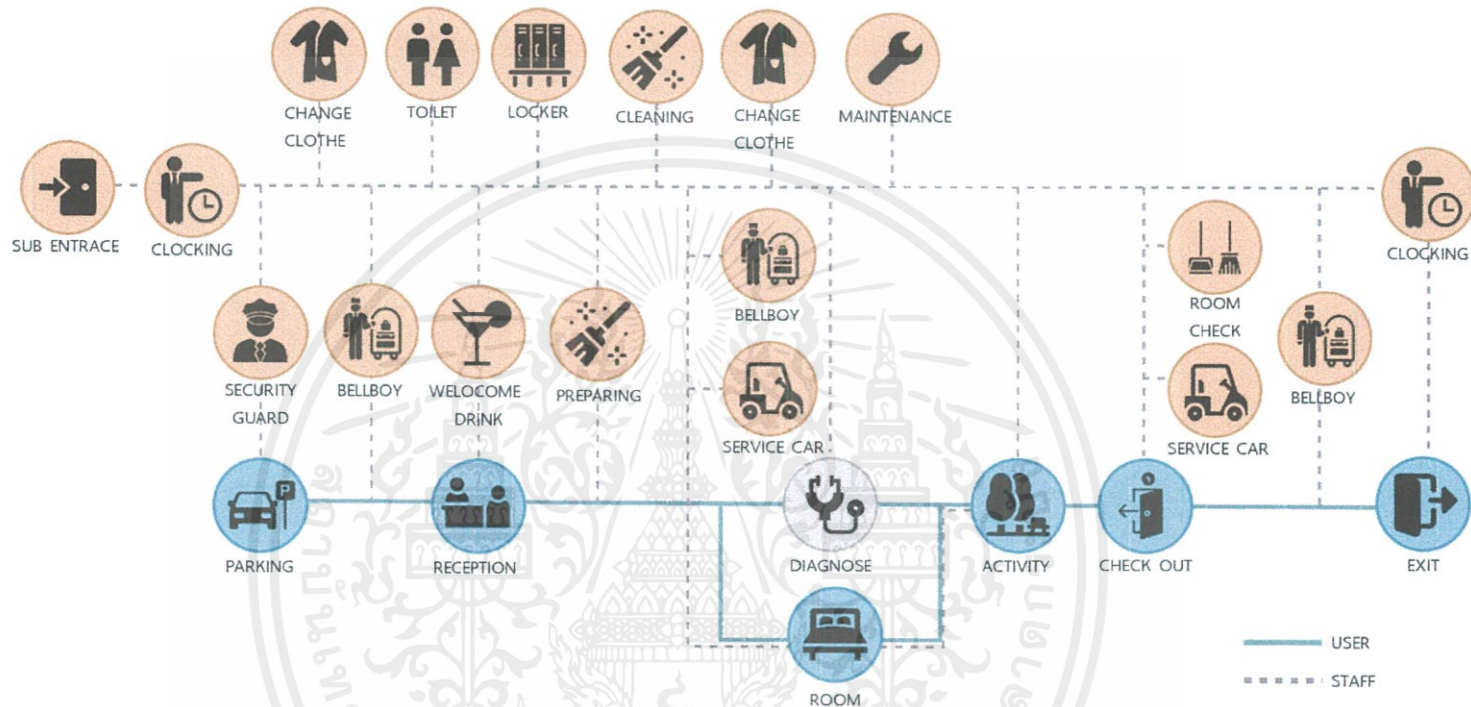 CHANGE
CLOTHE
TOILET
LOCKER
CLEANING
CHANGE
CLOTHE
MAINTENANCE
SUB ENTRACE
CLOCKING
CLOCKING
SECURITY
GUARD
BELLBOY
WELOCOME
DRINK
PREPARING
BELLBOY
SERVICE CAR
ROOM
CHECK
SERVICE CAR
BELLBOY
P
PARKING
RECEPTION
DIAGNOSE
ACTIVITY
CHECK OUT
EXIT
ROOM
USER
STAFF